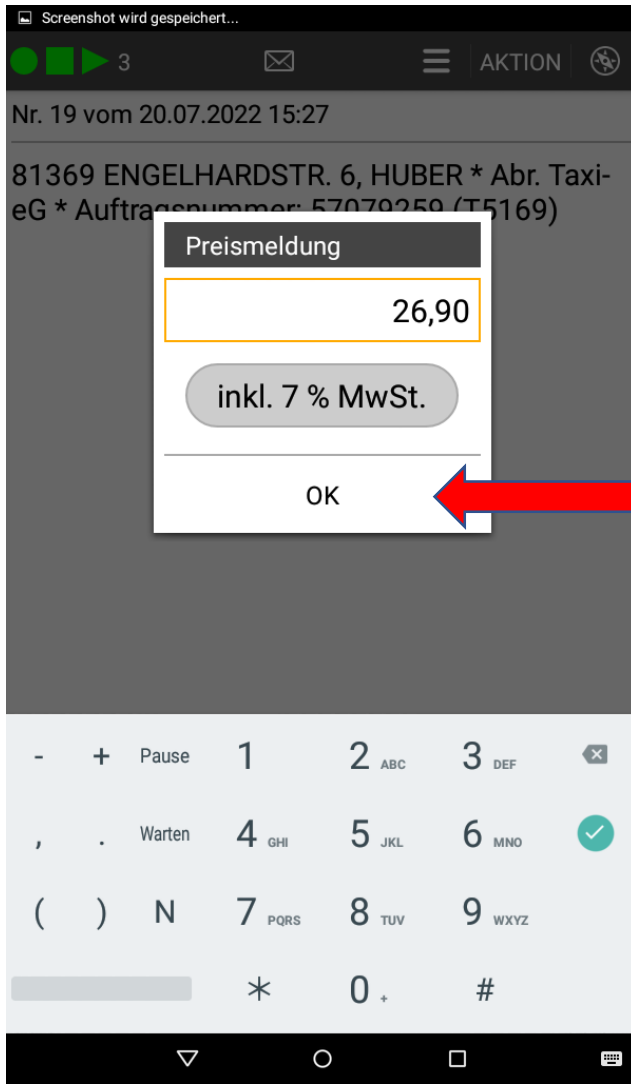 Screenshot wird gespeichert...
3 AKTION
Nr. 19 vom 20.07.2022 15:27
81369 ENGELHARDSTR. 6, HUBER * Abr. Taxi-
eG * Auftragsnummer: 57079259 (T5169)
Preismeldung
26,90
inkl. 7 % MwSt.
OK
- + Pause 1 2 ABC 3 DEF
, . Warten 4 GHI 5 JKL 6 MNO
( ) N 7 PQRS 8 TUV 9 WXYZ
* 0 + #